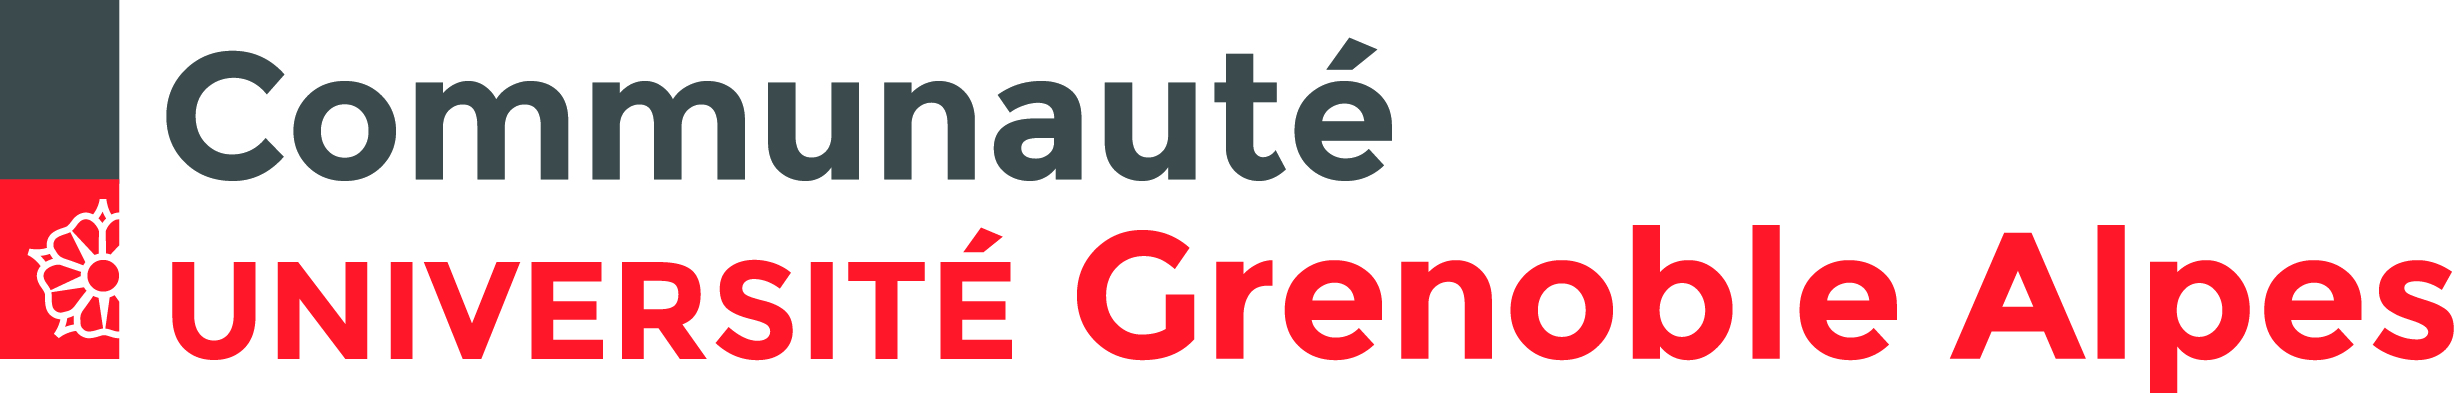 Communauté
UNIVERSITÉ Grenoble Alpes